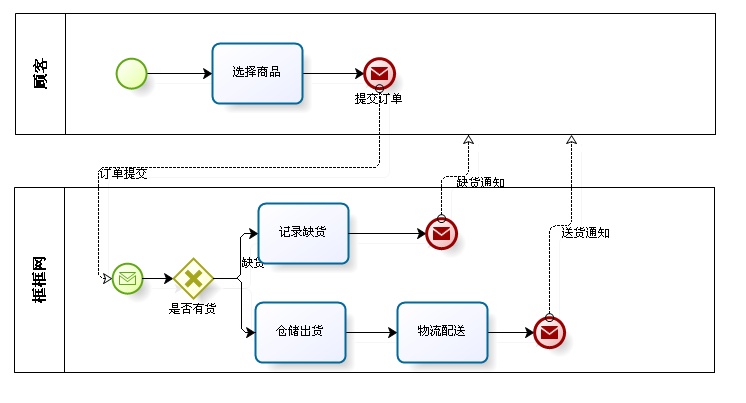 顾客
选择商品
提交订单
订单提交
缺货通知
送货通知
框框网
记录缺货
缺货
是否有货
仓储出货
物流配送